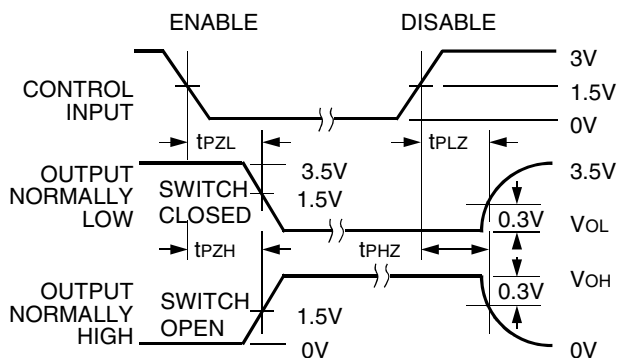 ENABLE
DISABLE
CONTROL
INPUT
3V
1.5V
0V
tPZL
tPLZ
OUTPUT
NORMALLY
LOW
SWITCH
CLOSED
3.5V
1.5V
3.5V
0.3V
VOL
tPZH
tPHZ
OUTPUT
NORMALLY
HIGH
SWITCH
OPEN
1.5V
0V
0.3V
VOH
0V